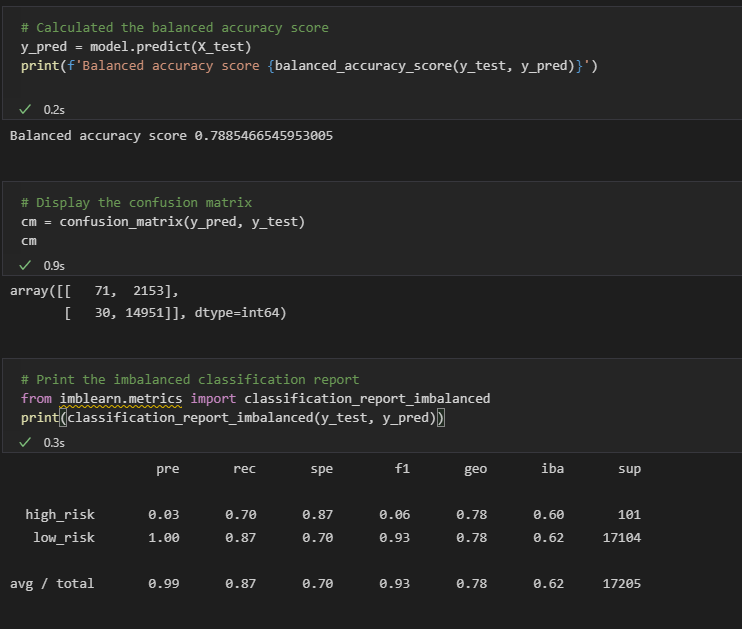 # Calculated the balanced accuracy score
y_pred = model.predict(X_test)
print(f'Balanced accuracy score {balanced_accuracy_score(y_test, y_pred)}')
0.2s
Balanced accuracy score 0.7885466545953005
# Display the confusion matrix
cm = confusion_matrix(y_pred, y_test)
cm
0.9s
array([[   71,  2153],
       [   30, 14951]], dtype=int64)
# Print the imbalanced classification report
from imblearn.metrics import classification_report_imbalanced
print(classification_report_imbalanced(y_test, y_pred))
0.3s
                   pre       rec       spe        f1       geo       iba       sup
  high_risk       0.03      0.70      0.87      0.06      0.78      0.60       101
   low_risk       1.00      0.87      0.70      0.93      0.78      0.62     17104
avg / total       0.99      0.87      0.70      0.93      0.78      0.62     17205